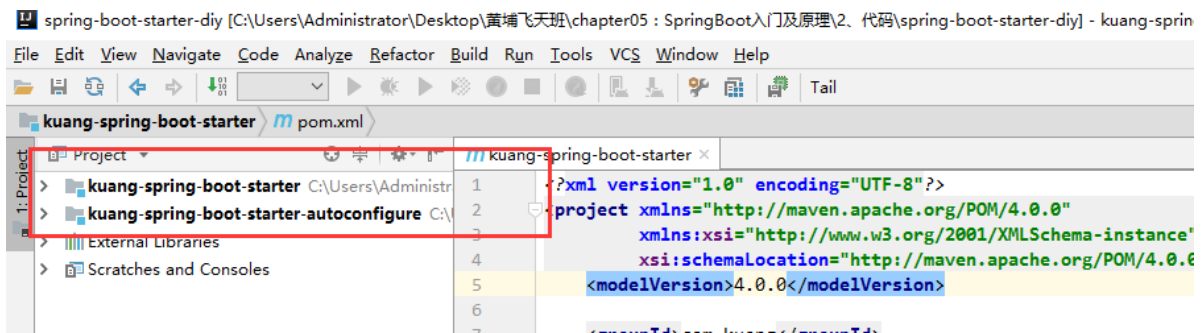 spring-boot-starter-diy [C:\Users\Administrator\Desktop\黄埔飞天班\chapter05：SpringBoot入门及原理\2、代码\spring-boot-starter-diy] - kuang-sprin
File Edit View Navigate Code Analyze Refactor Build Run Tools VCS Window Help
Tail
kuang-spring-boot-starter pom.xml
Project kuang-spring-boot-starter
1: Project
kuang-spring-boot-starter C:\Users\Administr
kuang-spring-boot-starter-autoconfigure C:\
External Libraries
Scratches and Consoles
1 <?xml version="1.0" encoding="UTF-8"?>
2 <project xmlns="http://maven.apache.org/POM/4.0.0"
3 xmlns:xsi="http://www.w3.org/2001/XMLSchema-instance"
4 xsi:schemaLocation="http://maven.apache.org/POM/4.0.0
5 <modelVersion>4.0.0</modelVersion>
6
7 <groupId>com.kuang</groupId>